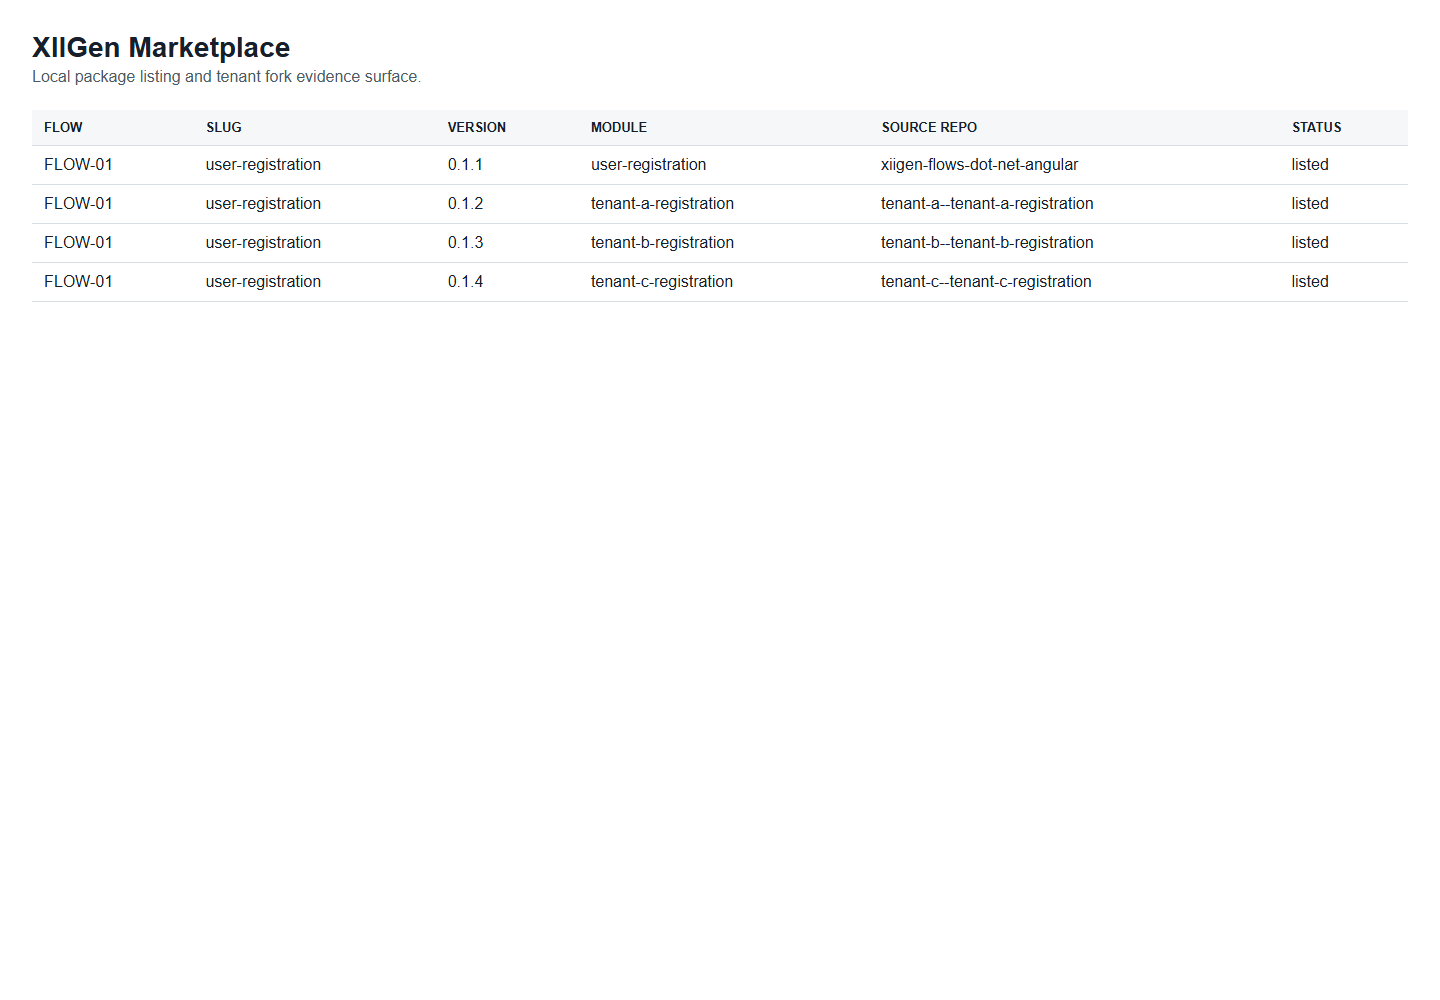 XIIGen Marketplace
Local package listing and tenant fork evidence surface.
FLOW SLUG VERSION MODULE SOURCE REPO STATUS
FLOW-01 user-registration 0.1.1 user-registration xiigen-flows-dot-net-angular listed
FLOW-01 user-registration 0.1.2 tenant-a-registration tenant-a--tenant-a-registration listed
FLOW-01 user-registration 0.1.3 tenant-b-registration tenant-b--tenant-b-registration listed
FLOW-01 user-registration 0.1.4 tenant-c-registration tenant-c--tenant-c-registration listed